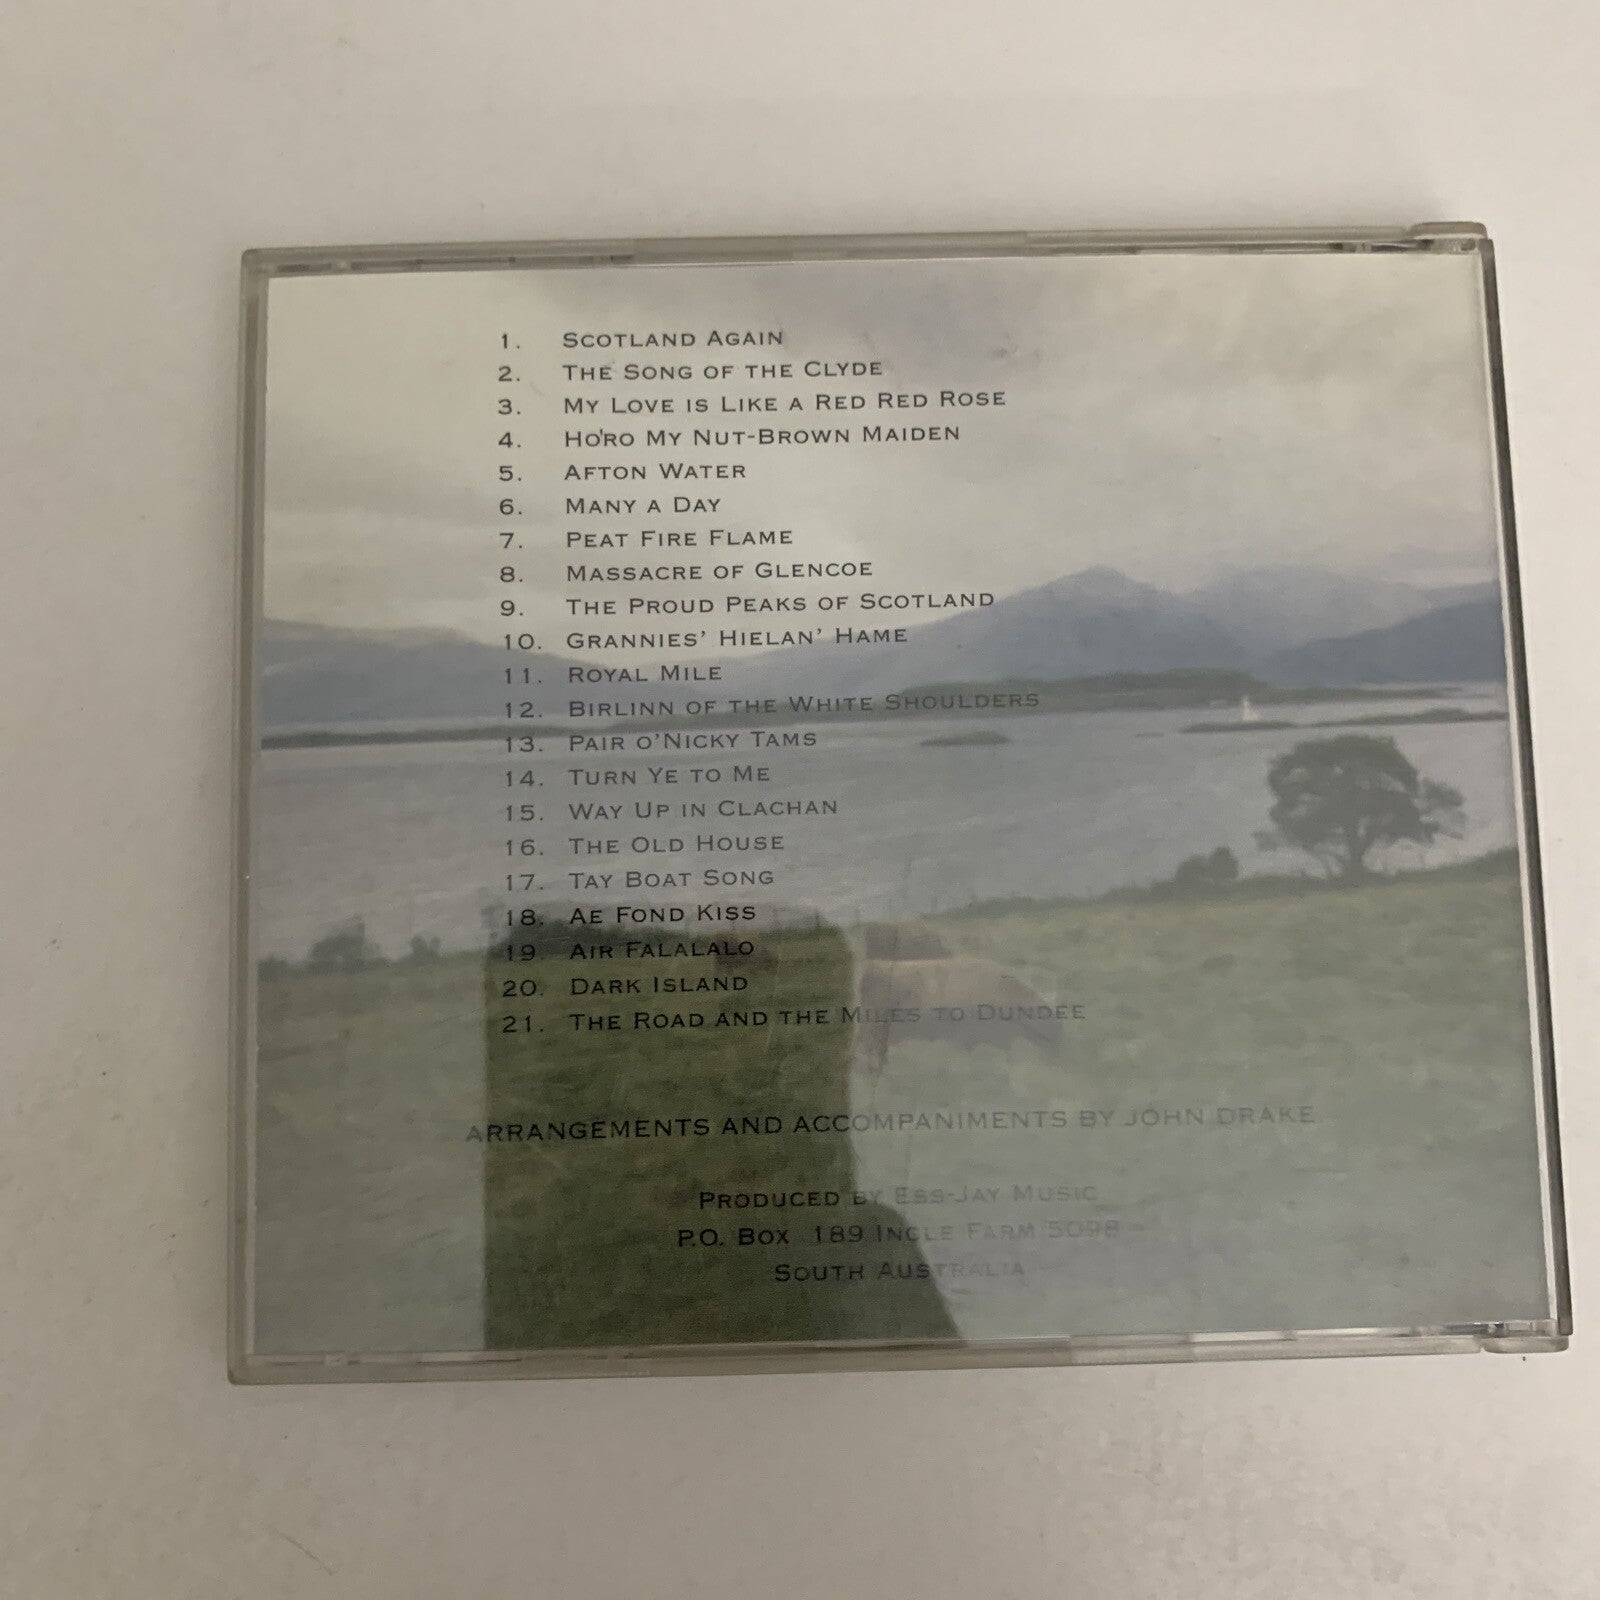 1. Scotland Again
2. The Song of the Clyde
3. My Love is Like a Red Red Rose
4. Ho'ro My Nut-Brown Maiden
5. Afton Water
6. Many a Day
7. Peat Fire Flame
8. Massacre of Glencoe
9. The Proud Peaks of Scotland
10. Grannies' Hielan' Hame
11. Royal Mile
12. Birlinn of the White Shoulders
13. Pair o'Nicky Tams
14. Turn Ye to Me
15. Way Up in Clachan
16. The Old House
17. Tay Boat Song
18. Ae Fond Kiss
19. Air Falalalo
20. Dark Island
21. The Road and the Miles to Dundee
ARRANGEMENTS AND ACCOMPANIMENTS BY JOHN DRAKE
Produced by Ess-Jay Music
P.O. Box 189 Ingle Farm 5098
South Australia